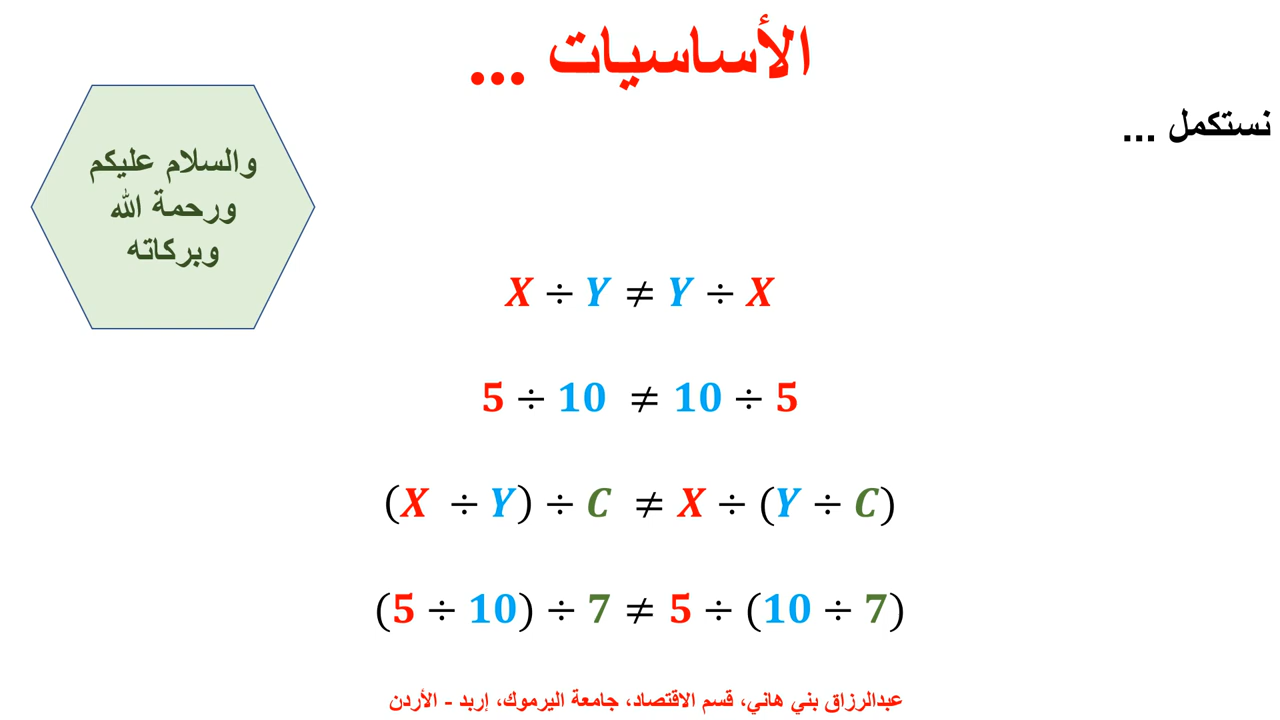 الأساسيات ...
نستكمل ...
والسلام عليكم
ورحمة الله
وبركاته
X ÷ Y ≠ Y ÷ X
5 ÷ 10 ≠ 10 ÷ 5
(X ÷ Y) ÷ C ≠ X ÷ (Y ÷ C)
(5 ÷ 10) ÷ 7 ≠ 5 ÷ (10 ÷ 7)
عبدالرزاق بني هاني، قسم الاقتصاد، جامعة اليرموك، إربد - الأردن